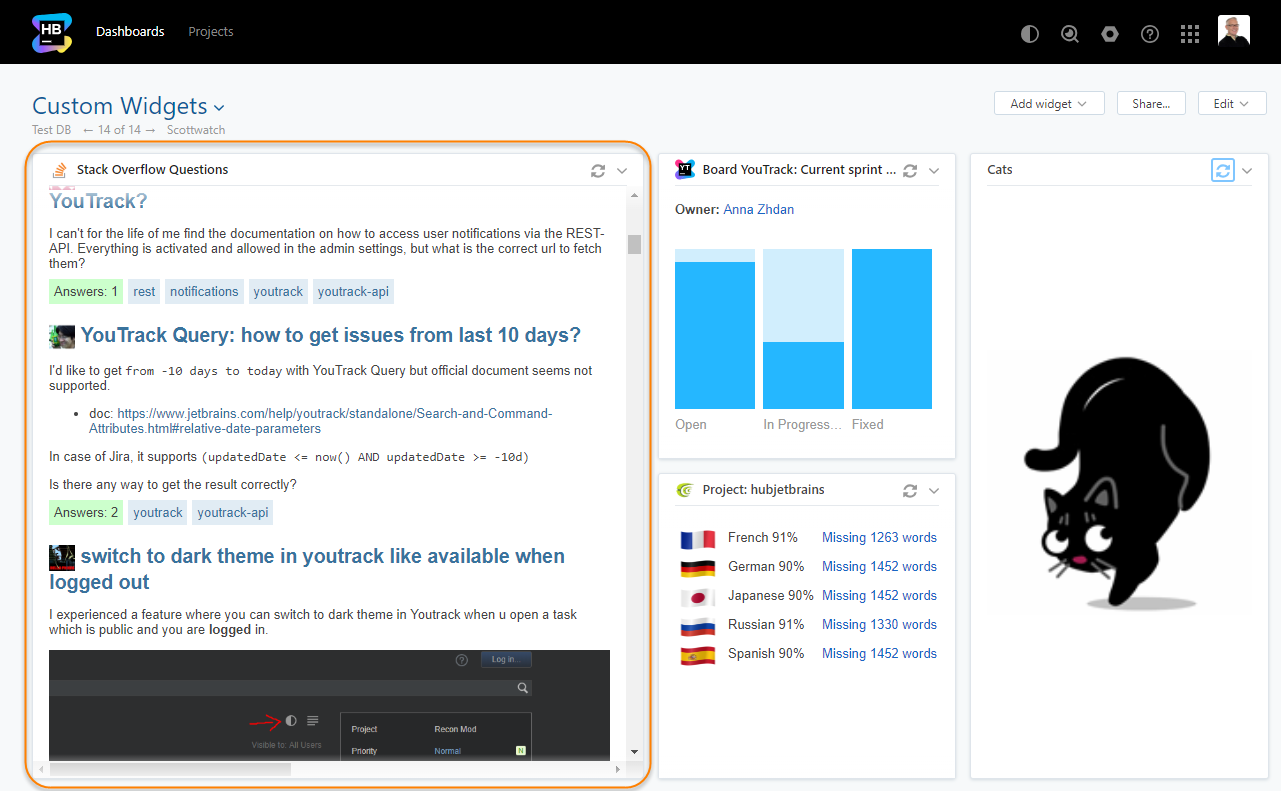 HB
Dashboards Projects
Custom Widgets
Add widget Share... Edit
Test DB ← 14 of 14 → Scottwatch
Stack Overflow Questions
YouTrack?
I can't for the life of me find the documentation on how to access user notifications via the REST-
API. Everything is activated and allowed in the admin settings, but what is the correct url to fetch
them?
Answers: 1 rest notifications youtrack youtrack-api
YouTrack Query: how to get issues from last 10 days?
I'd like to get from -10 days to today with YouTrack Query but official document seems not
supported.
• doc: https://www.jetbrains.com/help/youtrack/standalone/Search-and-Command-
Attributes.html#relative-date-parameters
In case of Jira, it supports (updatedDate <= now() AND updatedDate >= -10d)
Is there any way to get the result correctly?
Answers: 2 youtrack youtrack-api
switch to dark theme in youtrack like available when
logged out
I experienced a feature where you can switch to dark theme in Youtrack when u open a task
which is public and you are logged in.
Log in...
Project Recon Mod
Visible to: All Users
Priority Normal N
YT Board YouTrack: Current sprint ...
Owner: Anna Zhdan
Open In Progress... Fixed
Project: hubjetbrains
French 91% Missing 1263 words
German 90% Missing 1452 words
Japanese 90% Missing 1452 words
Russian 91% Missing 1330 words
Spanish 90% Missing 1452 words
Cats